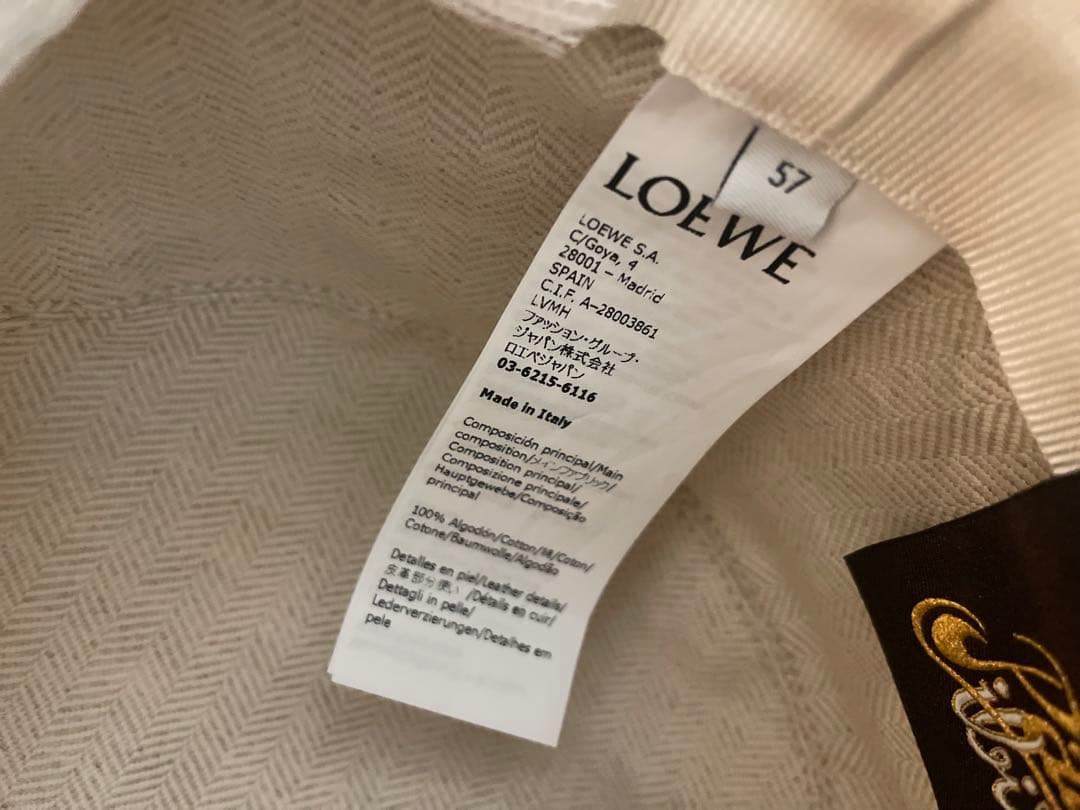 57
LOEWE
LOEWE S.A.
C/Goya, 4
28001 – Madrid
SPAIN
C.I.F. A-28003861
LVMH
ファッション・グループ・
ジャパン株式会社
ロエベジャパン
03-6215-6116
Made in Italy
Composición principal/Main
composition/メインファブリック/
Composition principal/
Composizione principale/
Hauptgewebe/Composição
principal
100% Algodón/Cotton/綿/Coton/
Cotone/Baumwolle/Algodão
Detalles en piel/Leather details/
皮革部分使い/Détails en cuir/
Dettagli in pelle/
Lederverzierungen/Detalhes em
pele